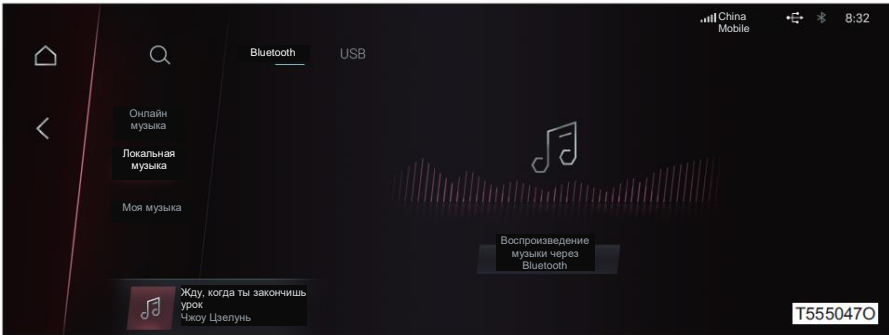 China
Mobile
8:32
Bluetooth
USB
Онлайн
музыка
Локальная
музыка
Моя музыка
Воспроизведение
музыки через
Bluetooth
Жду, когда ты закончишь
урок
Чжоу Цзелунь
T555047O